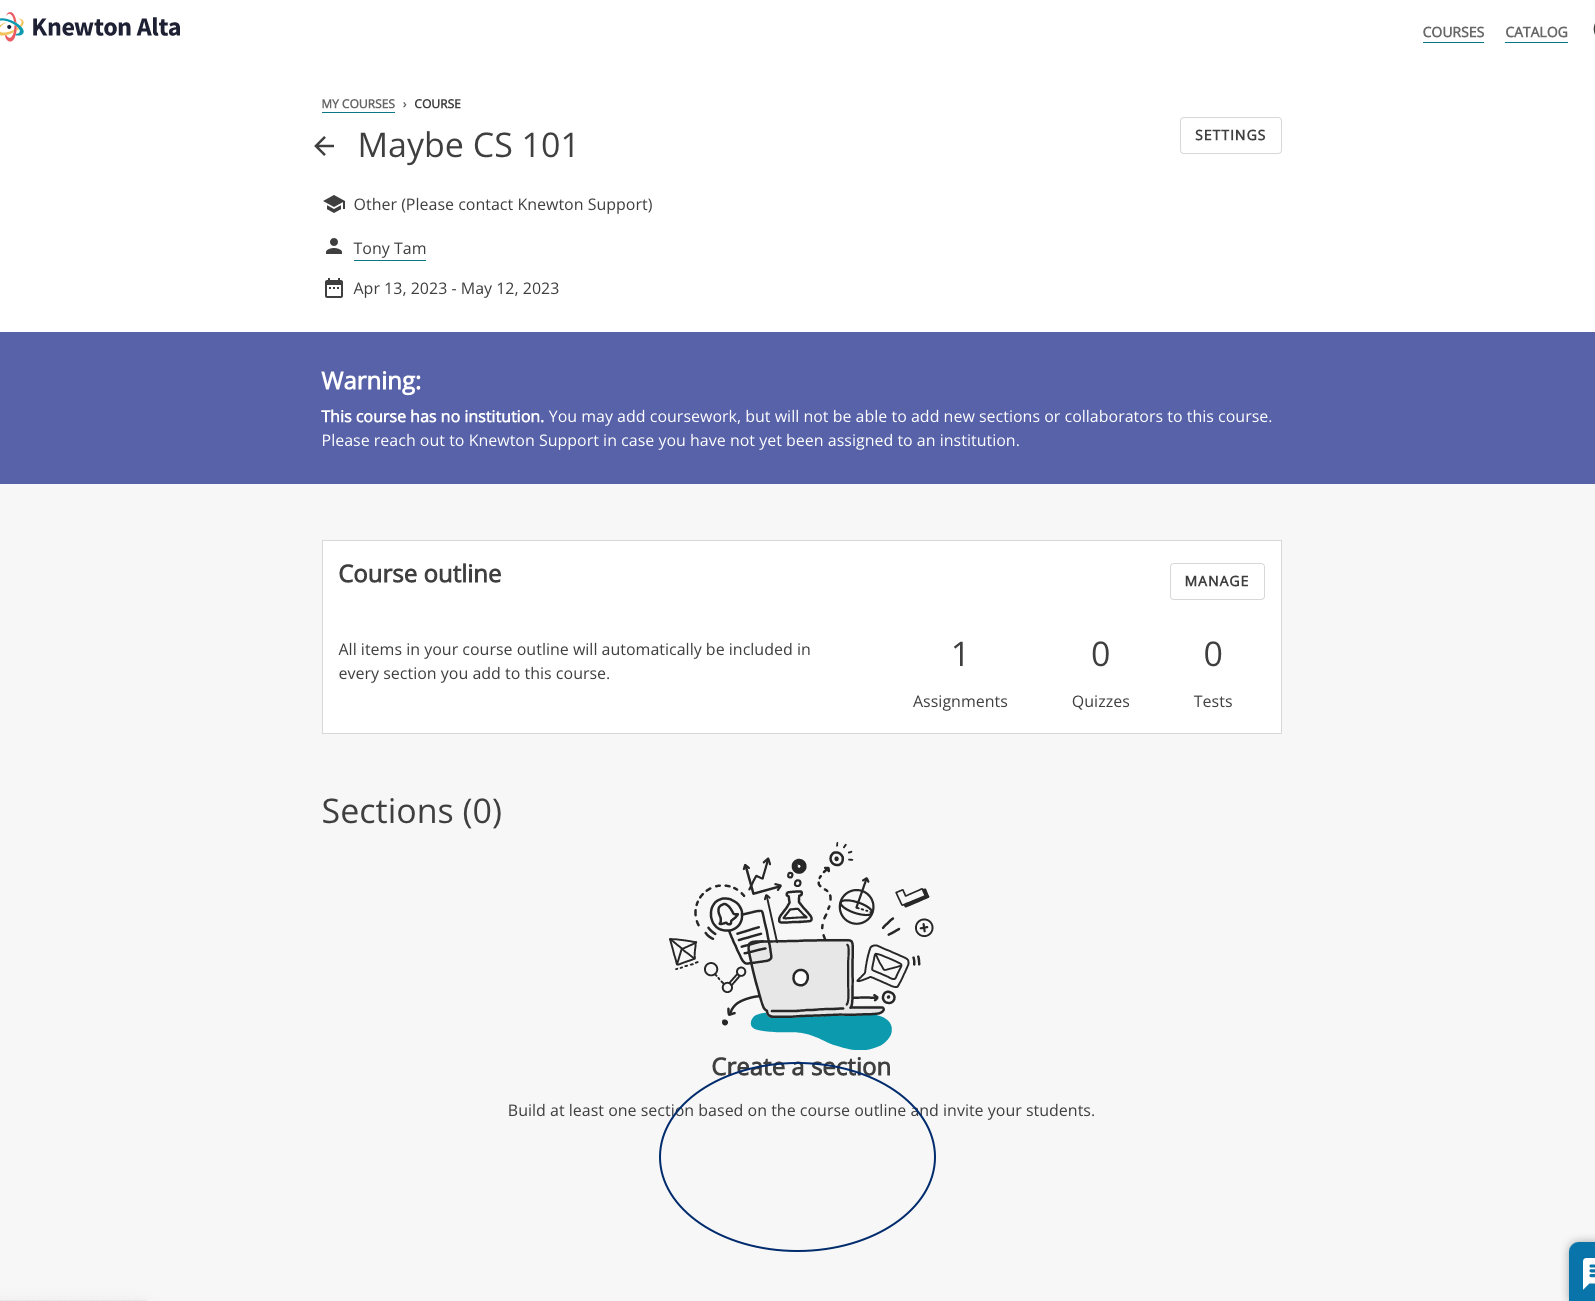 Knewton Alta
COURSES CATALOG
MY COURSES › COURSE
Maybe CS 101
SETTINGS
Other (Please contact Knewton Support)
Tony Tam
Apr 13, 2023 - May 12, 2023
Warning:
This course has no institution. You may add coursework, but will not be able to add new sections or collaborators to this course.
Please reach out to Knewton Support in case you have not yet been assigned to an institution.
Course outline
MANAGE
All items in your course outline will automatically be included in
every section you add to this course.
1 0 0
Assignments Quizzes Tests
Sections (0)
Create a section
Build at least one section based on the course outline and invite your students.